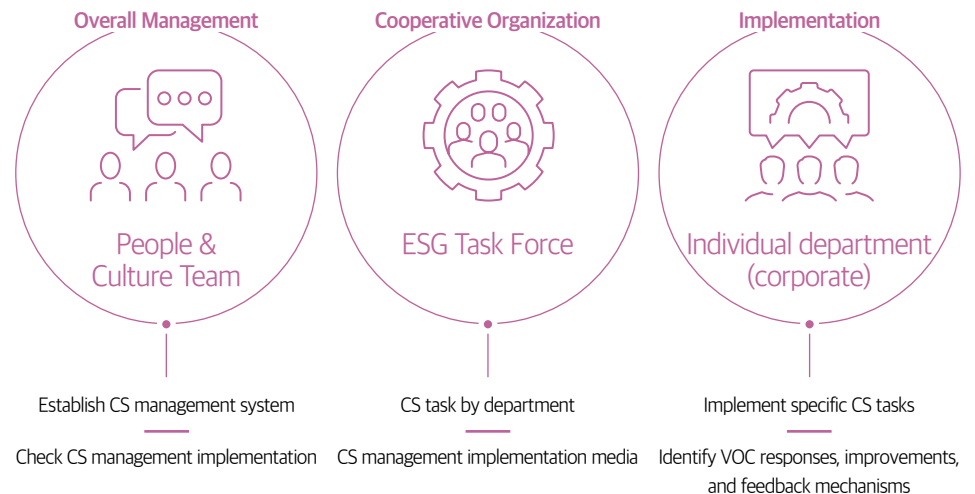 Overall Management
People &
Culture Team
Establish CS management system
Check CS management implementation
Cooperative Organization
ESG Task Force
CS task by department
CS management implementation media
Implementation
Individual department
(corporate)
Implement specific CS tasks
Identify VOC responses, improvements,
and feedback mechanisms